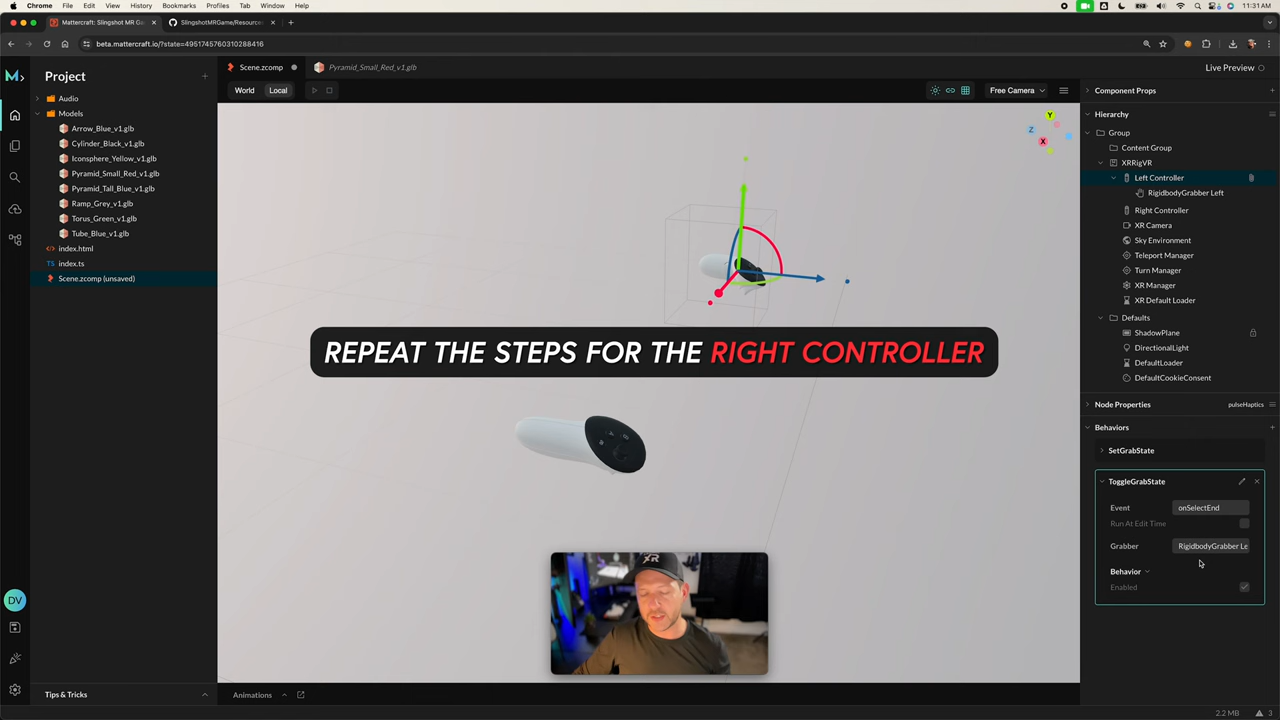 Chrome File Edit View History Bookmarks Profiles Tab Window Help 11:31 AM
Mattercraft: Slingshot MR Ga
SlingshotMRGame/Resource
beta.mattercraft.io/?state=4951745760310288416
M
Project
Scene.zcomp
Pyramid_Small_Red_v1.glb
Live Preview
World Local
Free Camera
Audio
Models
Arrow_Blue_v1.glb
Cylinder_Black_v1.glb
Iconsphere_Yellow_v1.glb
Pyramid_Small_Red_v1.glb
Pyramid_Tall_Blue_v1.glb
Ramp_Grey_v1.glb
Torus_Green_v1.glb
Tube_Blue_v1.glb
index.html
TS index.ts
Scene.zcomp (unsaved)
Y
Z
X
REPEAT THE STEPS FOR THE RIGHT CONTROLLER
XR
Component Props
Hierarchy
Group
Content Group
XRRigVR
Left Controller
RigidbodyGrabber Left
Right Controller
XR Camera
Sky Environment
Teleport Manager
Turn Manager
XR Manager
XR Default Loader
Defaults
ShadowPlane
DirectionalLight
DefaultLoader
DefaultCookieConsent
Node Properties pulseHaptics
Behaviors
SetGrabState
ToggleGrabState
Event onSelectEnd
Run At Edit Time
Grabber RigidbodyGrabber Le
Behavior
Enabled
DV
Tips & Tricks
Animations
2.2 MB 3